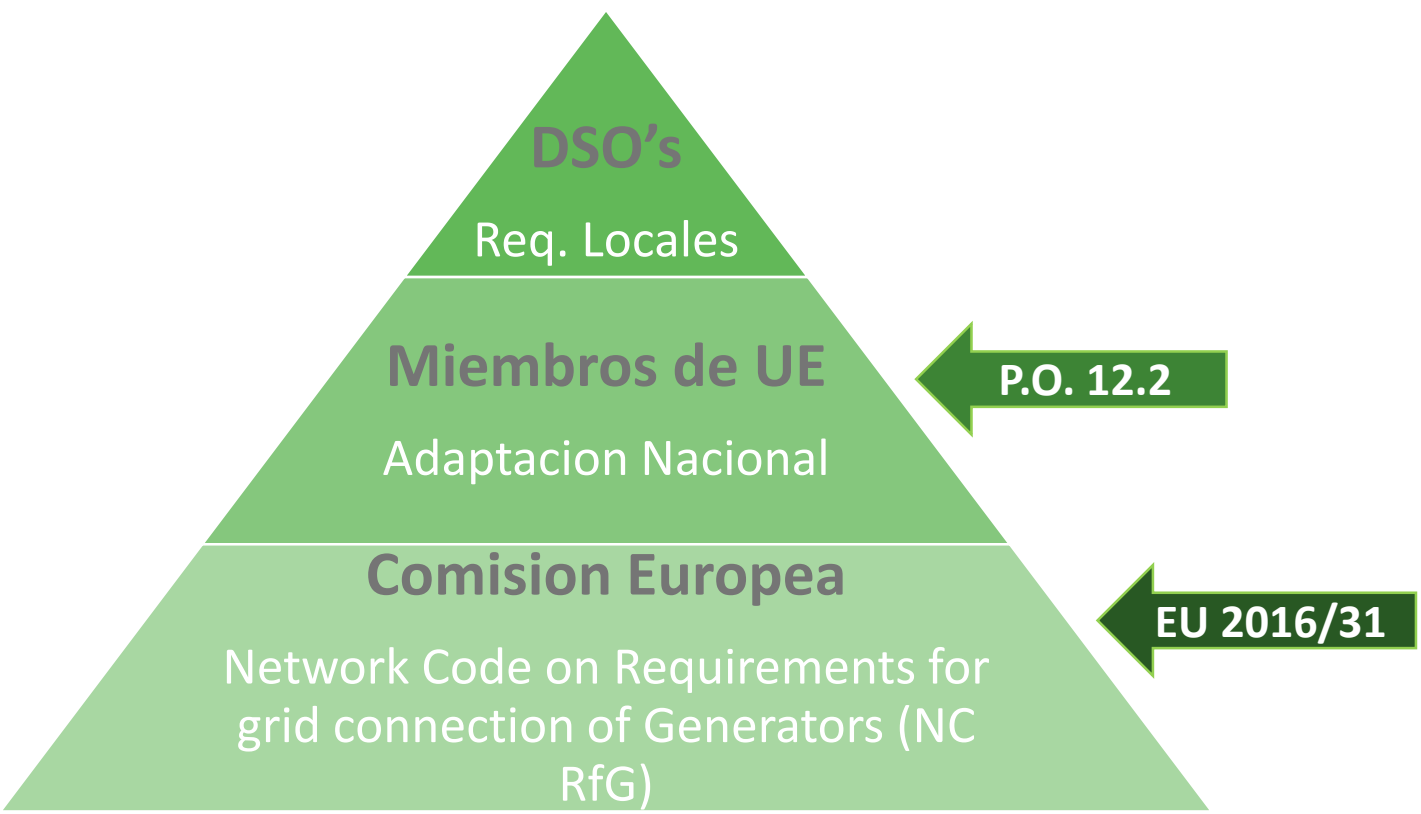 DSO’s
Req. Locales
Miembros de UE
Adaptacion Nacional
P.O. 12.2
Comision Europea
EU 2016/31
Network Code on Requirements for
grid connection of Generators (NC
RfG)